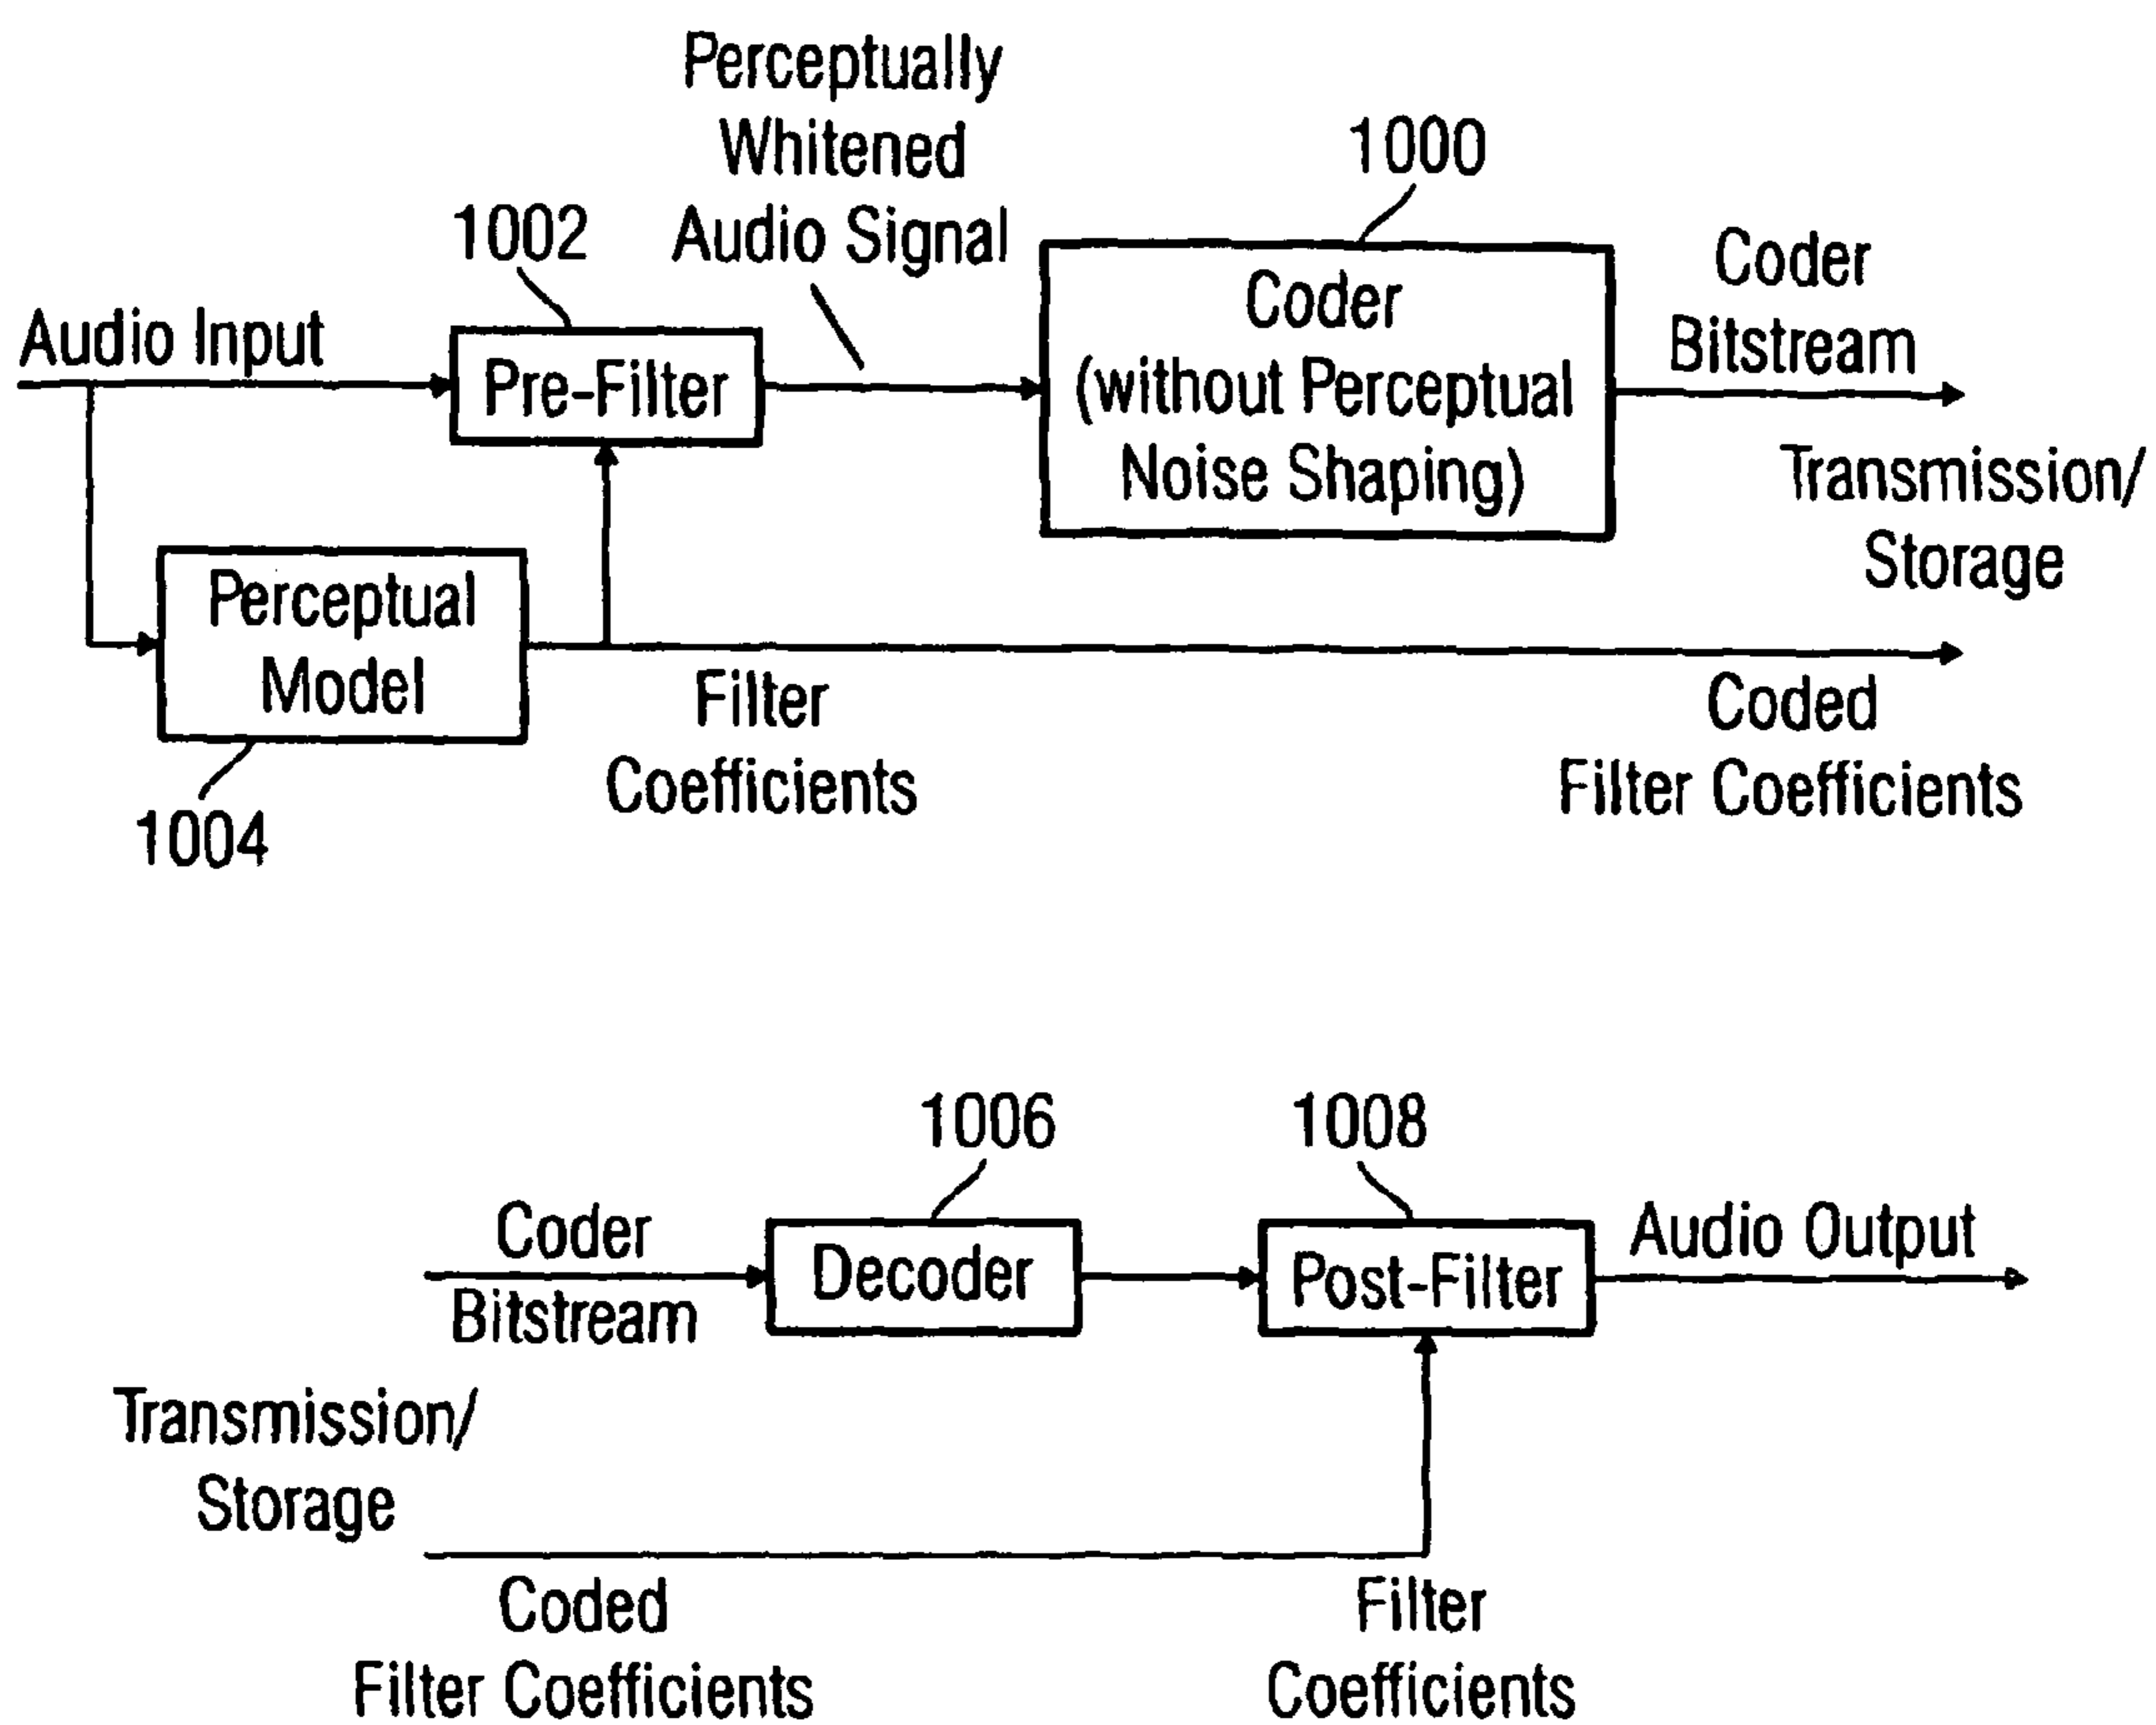 Perceptually
Whitened
Audio Signal
1000
1002
Audio Input
Pre-Filter
Coder
(without Perceptual
Noise Shaping)
Coder
Bitstream
Transmission/
Storage
Perceptual
Model
1004
Filter
Coefficients
Coded
Filter Coefficients
1006
1008
Coder
Bitstream
Decoder
Post-Filter
Audio Output
Transmission/
Storage
Coded
Filter Coefficients
Filter
Coefficients